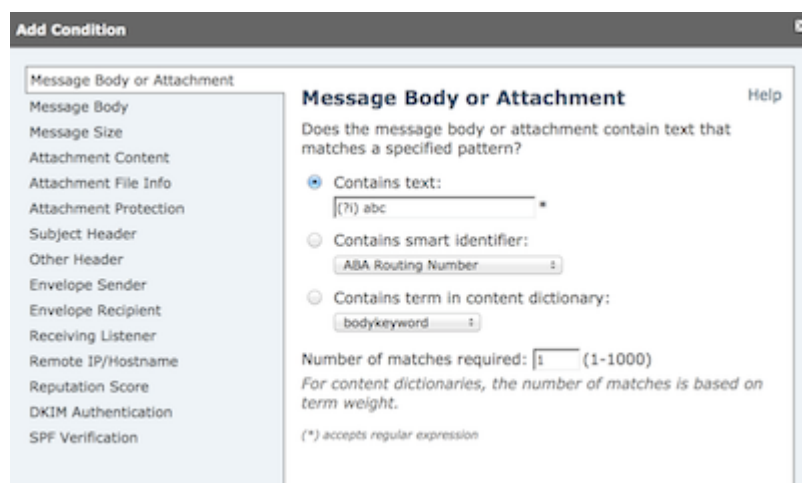 Add Condition
Message Body or Attachment
Message Body
Message Size
Attachment Content
Attachment File Info
Attachment Protection
Subject Header
Other Header
Envelope Sender
Envelope Recipient
Receiving Listener
Remote IP/Hostname
Reputation Score
DKIM Authentication
SPF Verification
Message Body or Attachment
Help
Does the message body or attachment contain text that
matches a specified pattern?
Contains text:
(?i) abc *
Contains smart identifier:
ABA Routing Number
Contains term in content dictionary:
bodykeyword
Number of matches required: 1 (1-1000)
For content dictionaries, the number of matches is based on
term weight.
(*) accepts regular expression